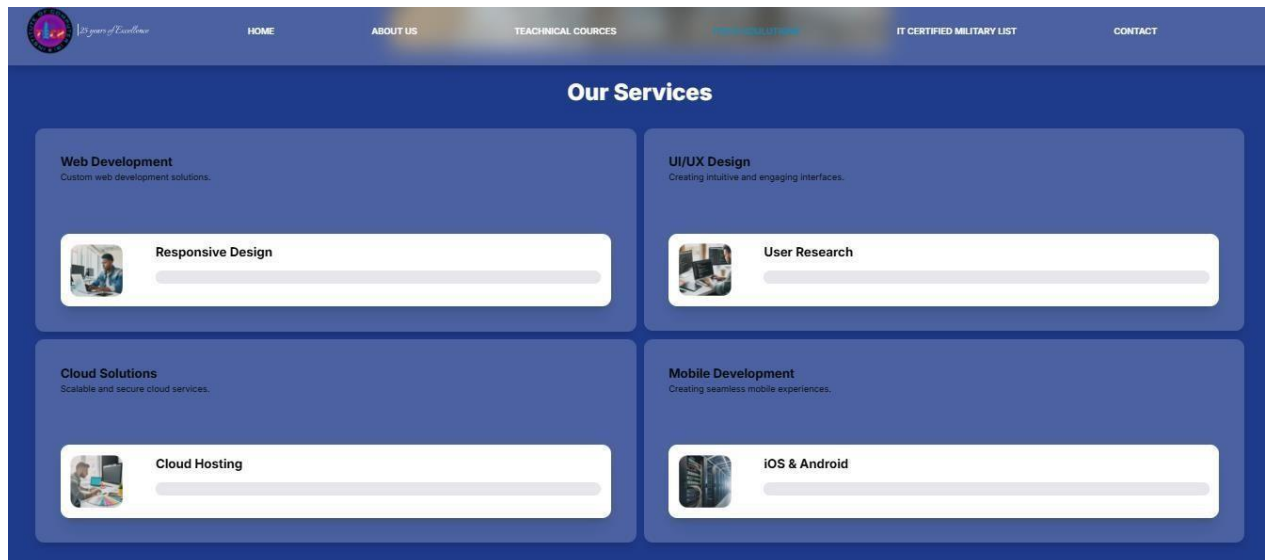 25 years of Excellence
HOME
ABOUT US
TEACHNICAL COURCES
IT CERTIFIED MILITARY LIST
CONTACT
Our Services
Web Development
Custom web development solutions.
Responsive Design
UI/UX Design
Creating intuitive and engaging interfaces.
User Research
Cloud Solutions
Scalable and secure cloud services.
Cloud Hosting
Mobile Development
Creating seamless mobile experiences.
iOS & Android